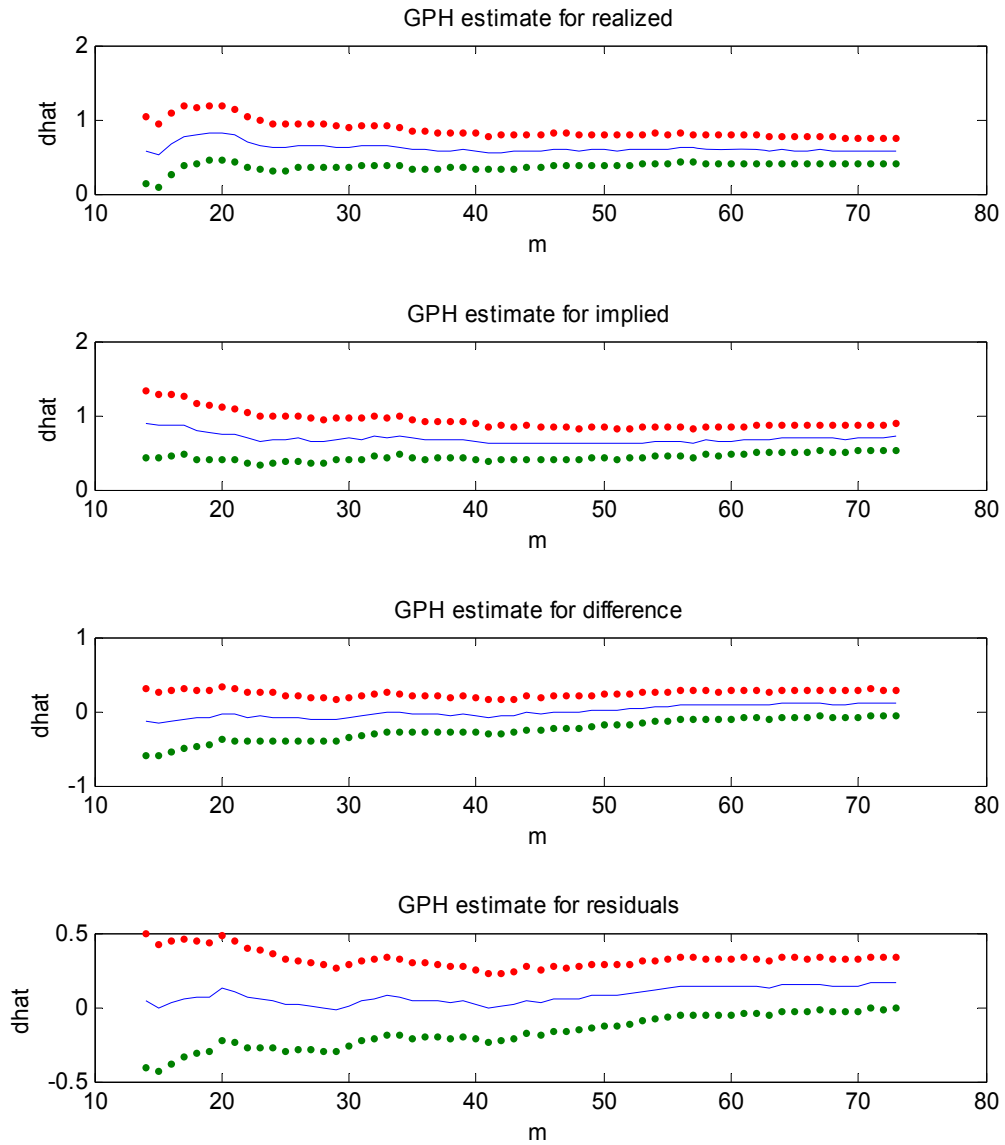 GPH estimate for realized
2
1
0
dhat
10 20 30 40 50 60 70 80
m
GPH estimate for implied
2
1
0
dhat
10 20 30 40 50 60 70 80
m
GPH estimate for difference
1
0
-1
dhat
10 20 30 40 50 60 70 80
m
GPH estimate for residuals
0.5
0
-0.5
dhat
10 20 30 40 50 60 70 80
m